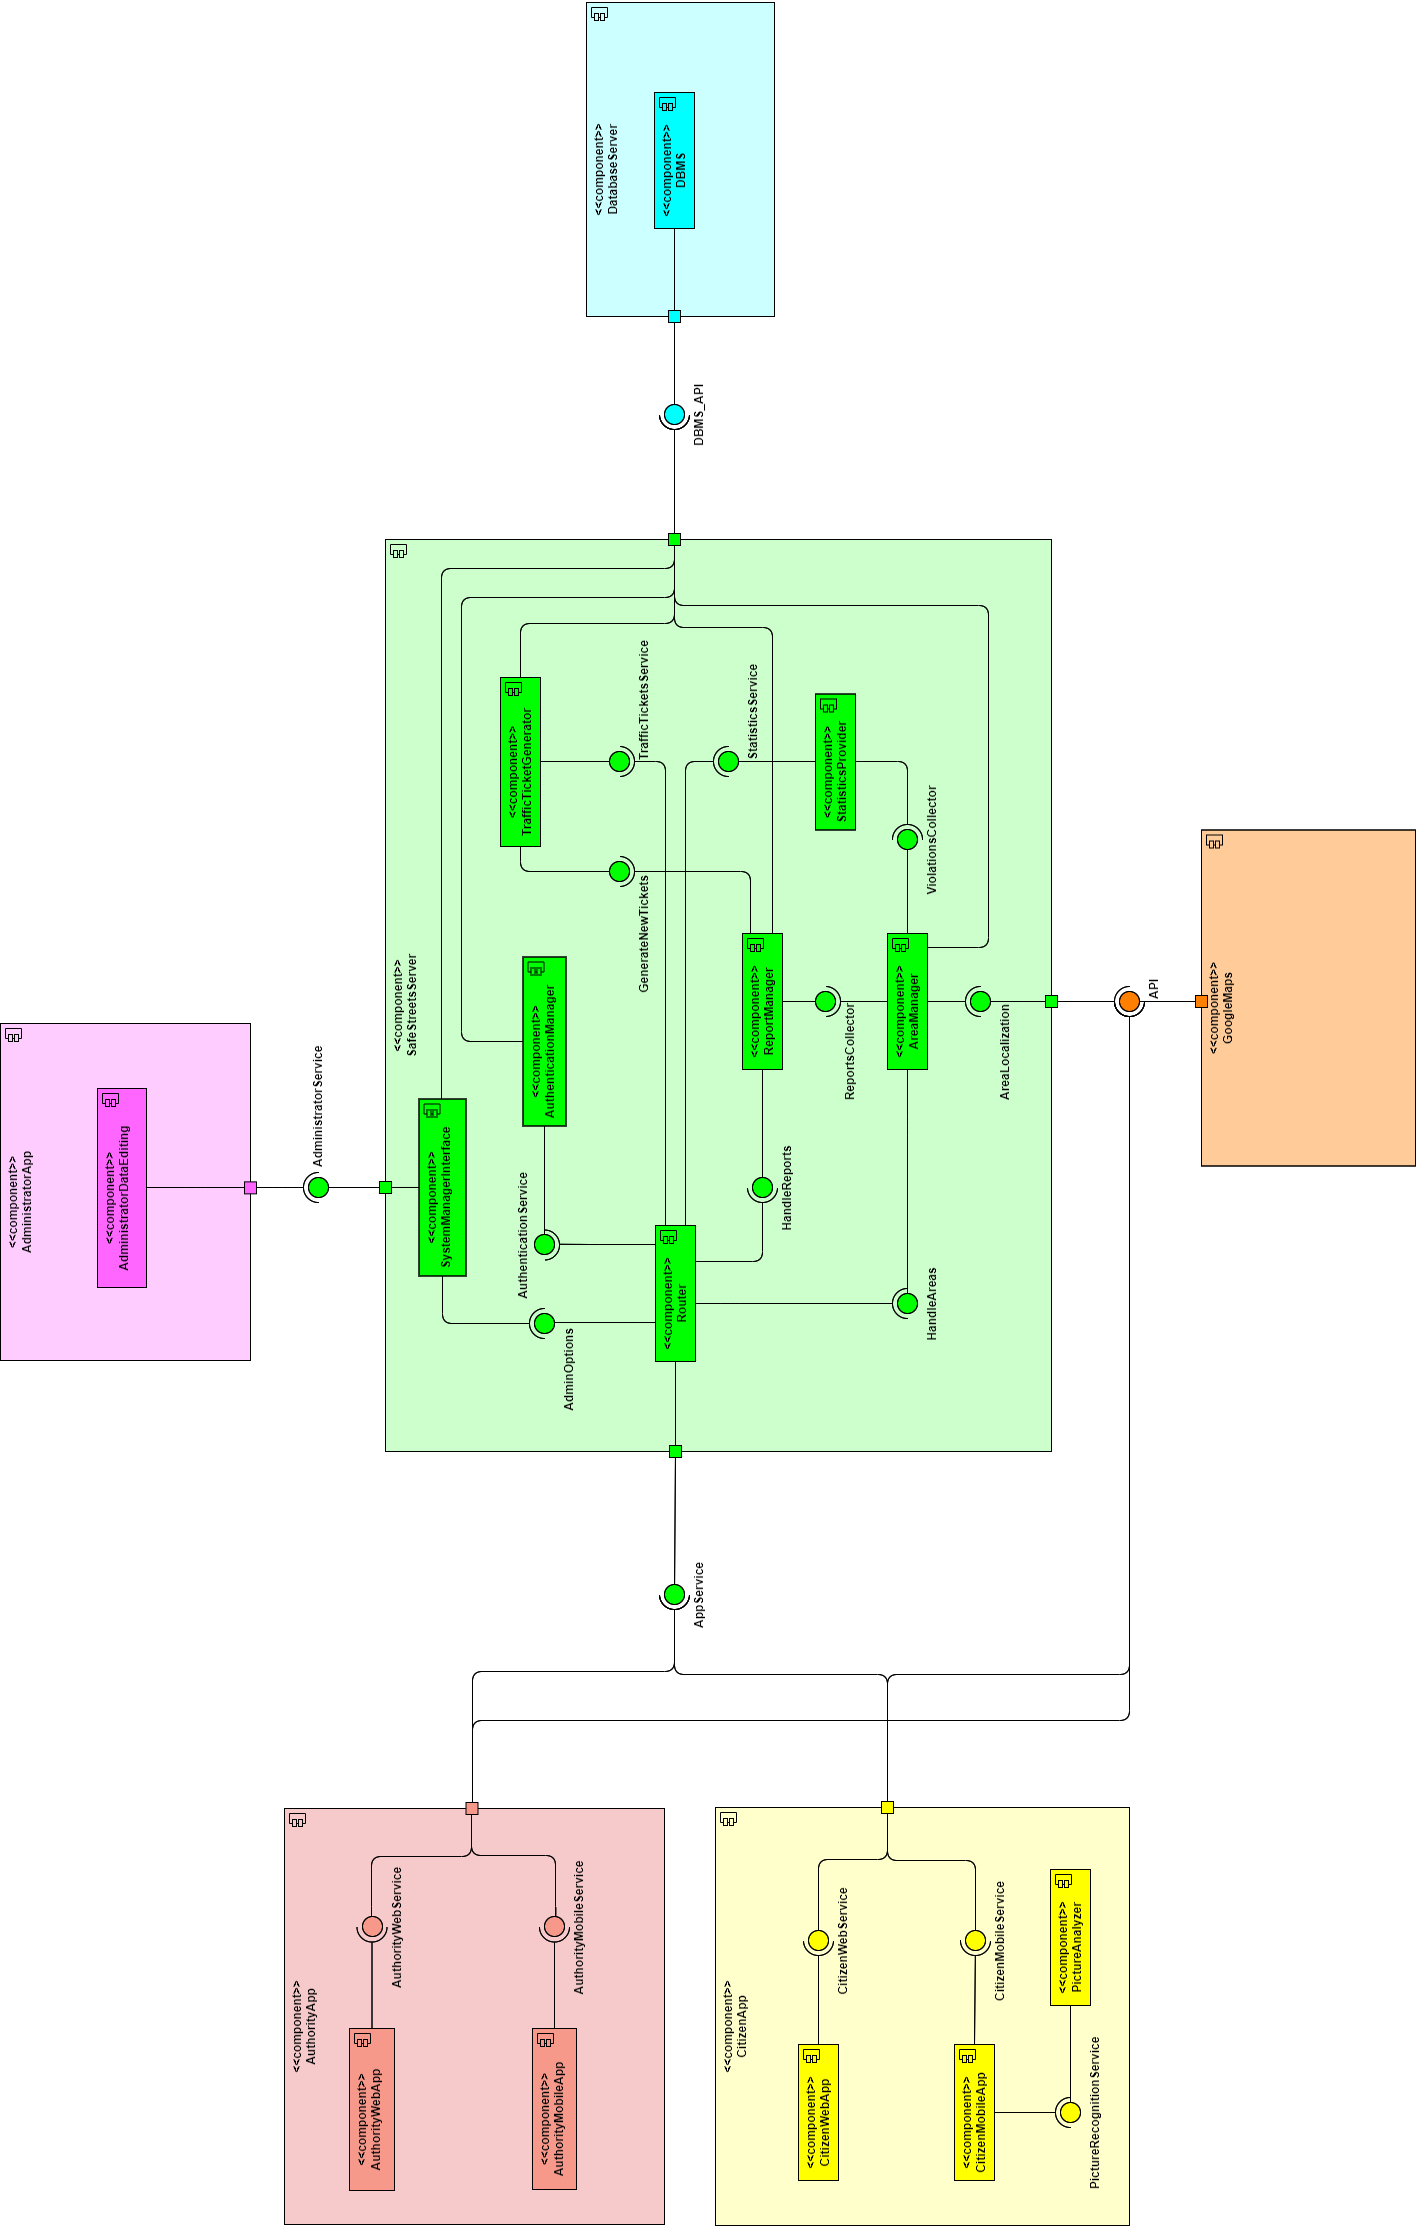 <<component>>
DatabaseServer
<<component>>
DBMS
DBMS_API
<<component>>
SafeStreetsServer
<<component>>
TrafficTicketGenerator
TrafficTicketsService
StatisticsService
<<component>>
StatisticsProvider
ViolationsCollector
GenerateNewTickets
<<component>>
AuthenticationManager
<<component>>
ReportManager
ReportsCollector
<<component>>
AreaManager
AreaLocalization
API
<<component>>
GoogleMaps
<<component>>
AdministratorApp
<<component>>
AdministratorDataEditing
AdministratorService
<<component>>
SystemManagerInterface
AuthenticationService
AdminOptions
<<component>>
Router
HandleReports
HandleAreas
AppService
<<component>>
AuthorityApp
AuthorityWebService
AuthorityMobileService
<<component>>
AuthorityWebApp
<<component>>
AuthorityMobileApp
<<component>>
CitizenApp
CitizenWebService
CitizenMobileService
<<component>>
PictureAnalyzer
<<component>>
CitizenWebApp
<<component>>
CitizenMobileApp
PictureRecognitionService